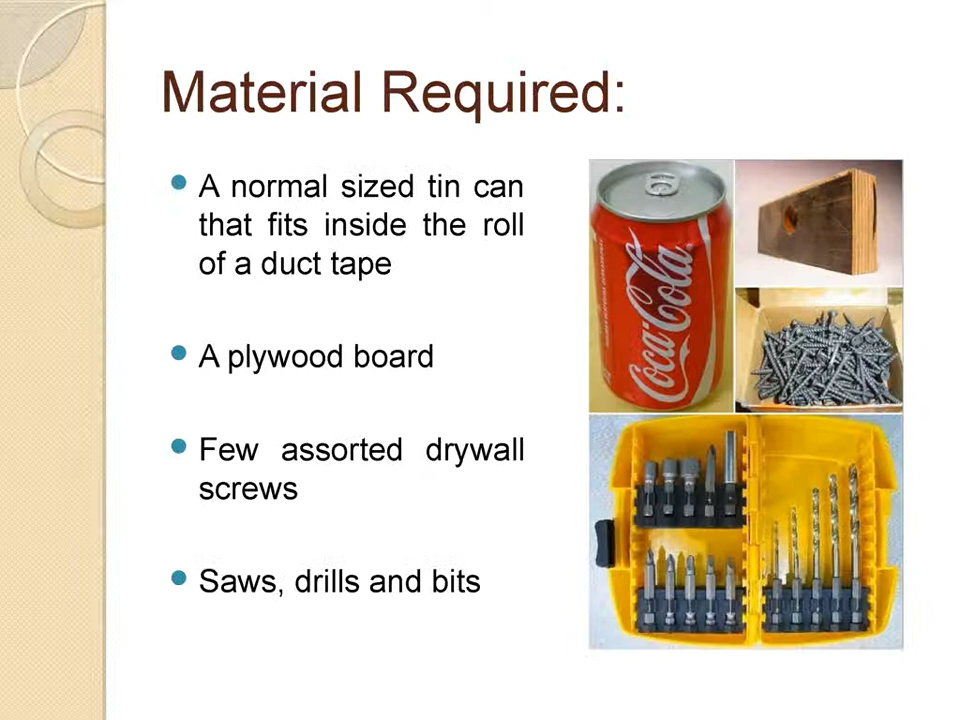 Material Required:
A normal sized tin can
that fits inside the roll
of a duct tape
A plywood board
Few assorted drywall
screws
Saws, drills and bits
Coca-Cola